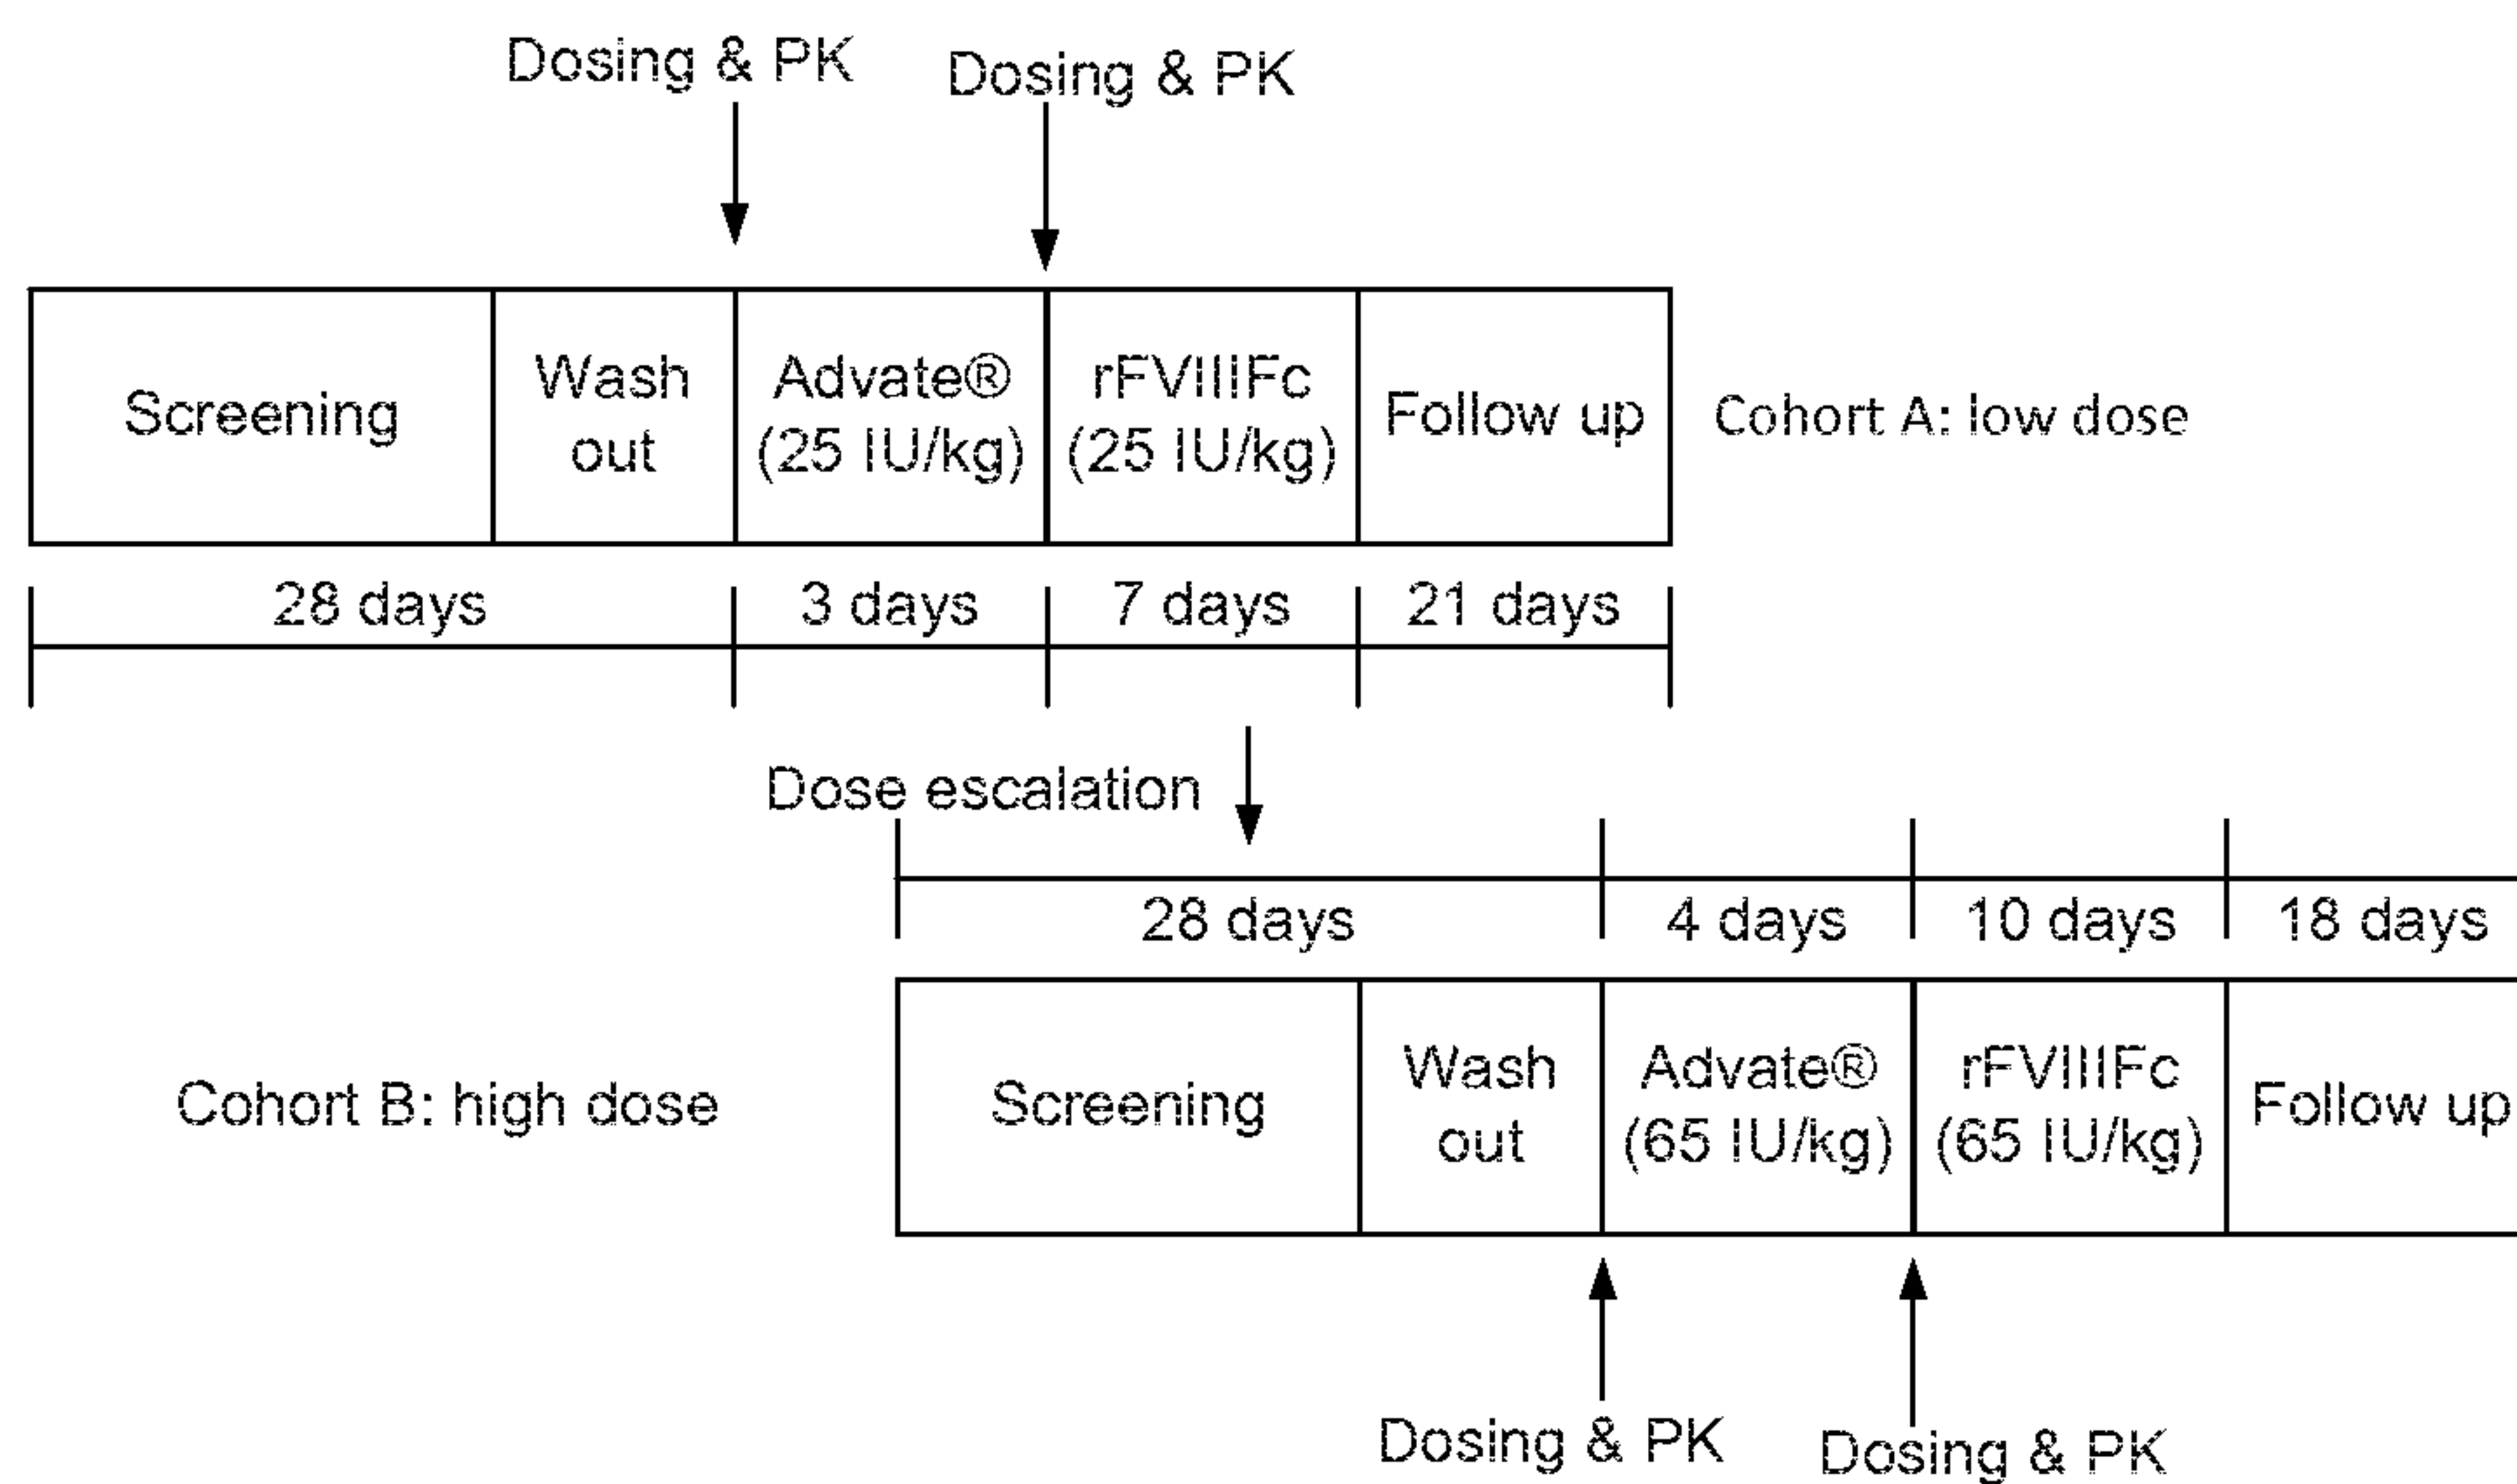 Dosing & PK
Dosing & PK
Screening
Wash
out
Advate®
(25 IU/kg)
rFVIIIFc
(25 IU/kg)
Follow up
Cohort A: low dose
28 days
3 days
7 days
21 days
Dose escalation
28 days
4 days
10 days
18 days
Cohort B: high dose
Screening
Wash
out
Advate®
(65 IU/kg)
rFVIIIFc
(65 IU/kg)
Follow up
Dosing & PK
Dosing & PK